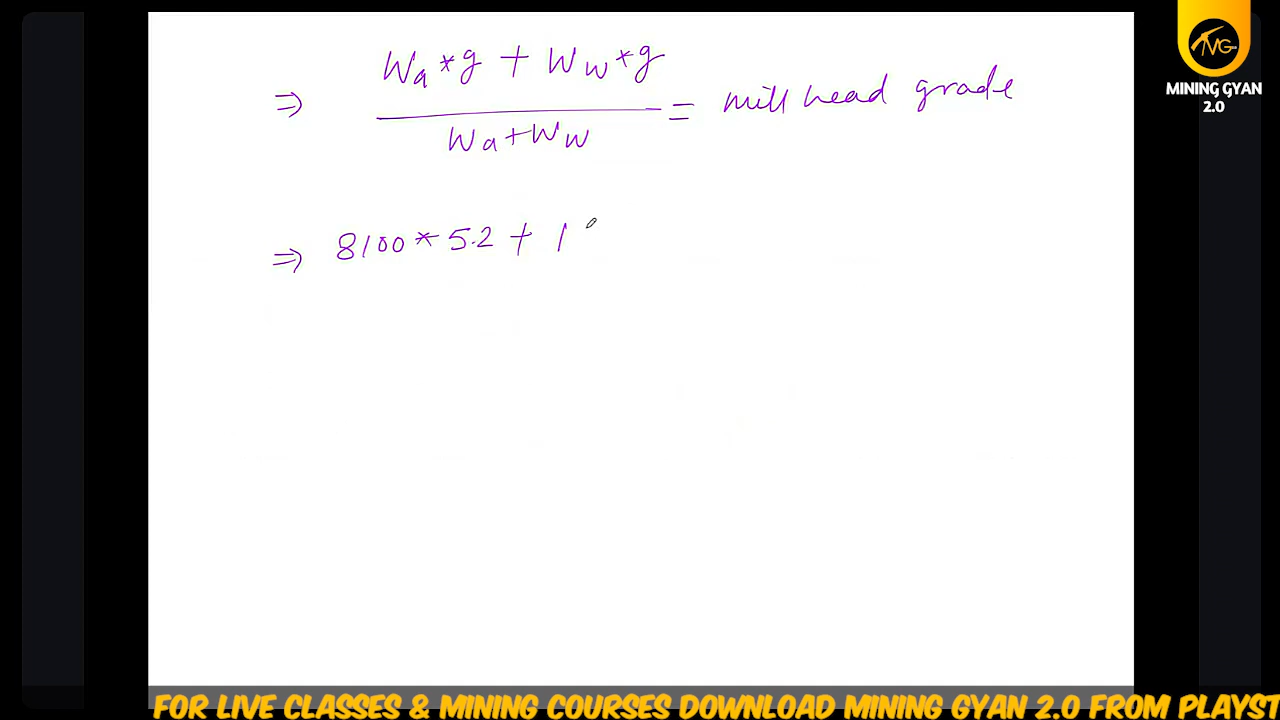 ⇒ Wa*g + Ww*g
Wa+Ww
= mill head grade
⇒ 8100 * 5.2 + 1
MINING GYAN
2.0
FOR LIVE CLASSES & MINING COURSES DOWNLOAD MINING GYAN 2.0 FROM PLAYST